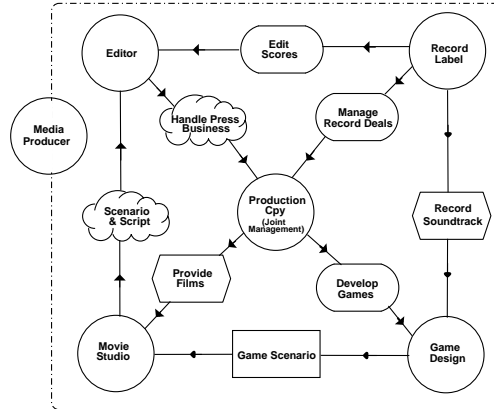 Editor
Edit
Scores
Record
Label
Handle Press
Business
Manage
Record Deals
Media
Producer
Scenario
& Script
Production
Cpy
(Joint
Management)
Record
Soundtrack
Provide
Films
Develop
Games
Movie
Studio
Game Scenario
Game
Design